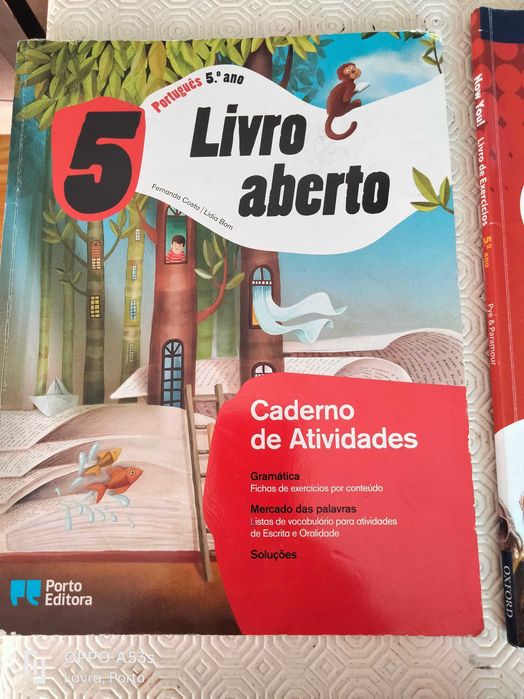 5
Português 5.º ano
Livro
aberto
Fernanda Costa / Lídia Bom
Caderno
de Atividades
Gramática
Fichas de exercícios por conteúdo
Mercado das palavras
Listas de vocabulário para atividades
de Escrita e Oralidade
Soluções
Porto
Editora
Now You! Livro de Exercícios 5.º ano Pye & Paramour
OXFORD
OPPO A53s
Lavra, Porto